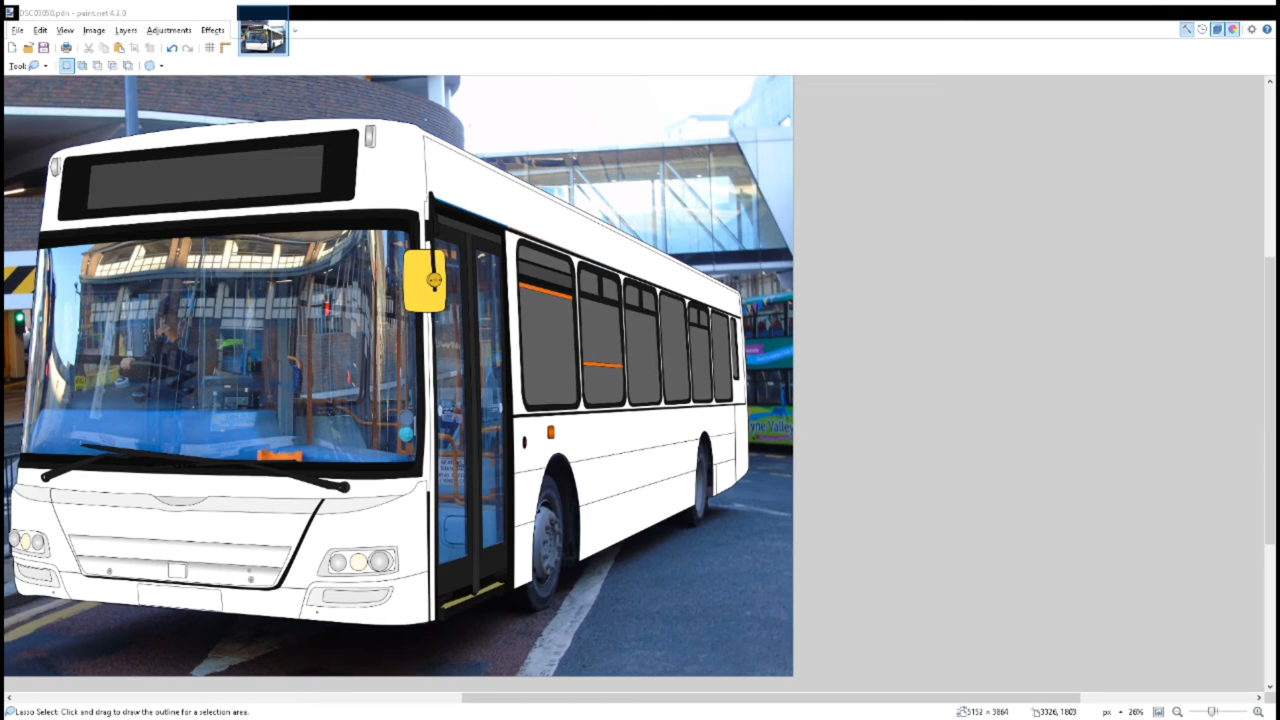 DSC03050.pdn - paint.net 4.2.8
File Edit View Image Layers Adjustments Effects
Tool:
yne Valley
Lasso Select: Click and drag to draw the outline for a selection area.
5152 × 3864
3326, 1803
px
26%